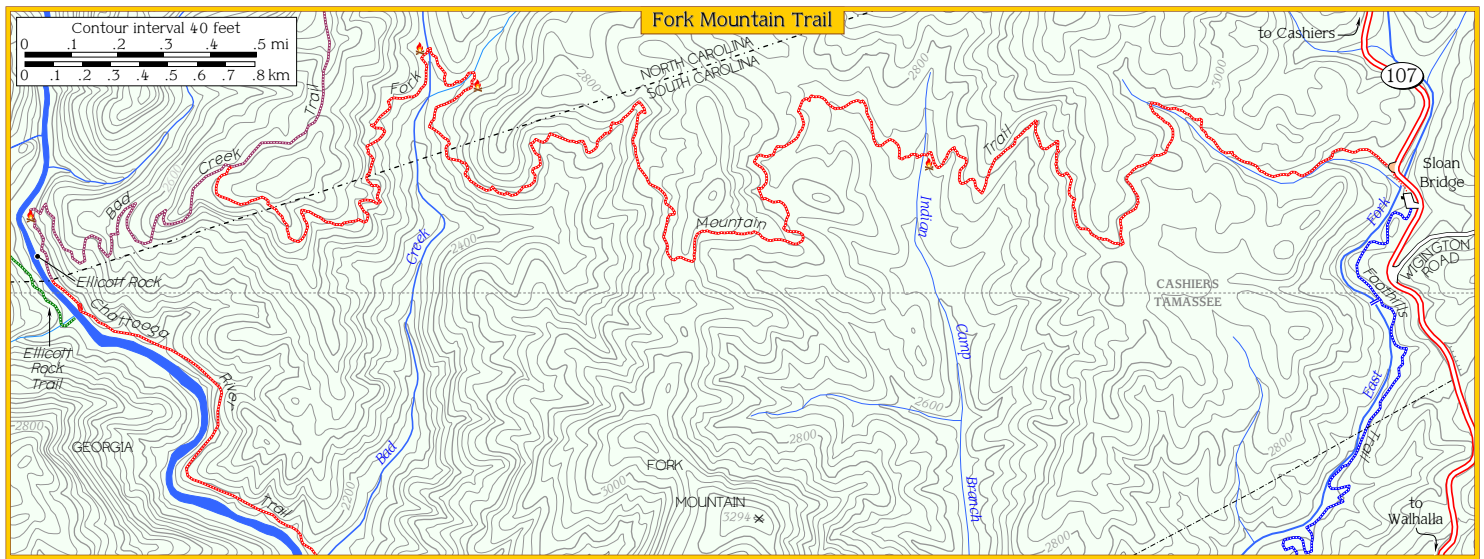 Fork Mountain Trail
Contour interval 40 feet
0 .1 .2 .3 .4 .5 mi
0 .1 .2 .3 .4 .5 .6 .7 .8 km
to Cashiers
107
NORTH CAROLINA
SOUTH CAROLINA
2800
2800
3000
Fork
Trail
Creek
Bad
Trail
Sloan
Bridge
Mountain
Indian
Fork
Creek
2400
WIGINGTON
ROAD
Ellicott Rock
Foothills
CASHIERS
TAMASSEE
Chattooga
Ellicott
Rock
Trail
River
Camp
East
2600
2800
GEORGIA
2800
2800
Trail
Bad
FORK
MOUNTAIN
3000
3294
2200
Trail
Branch
2800
to
Walhalla